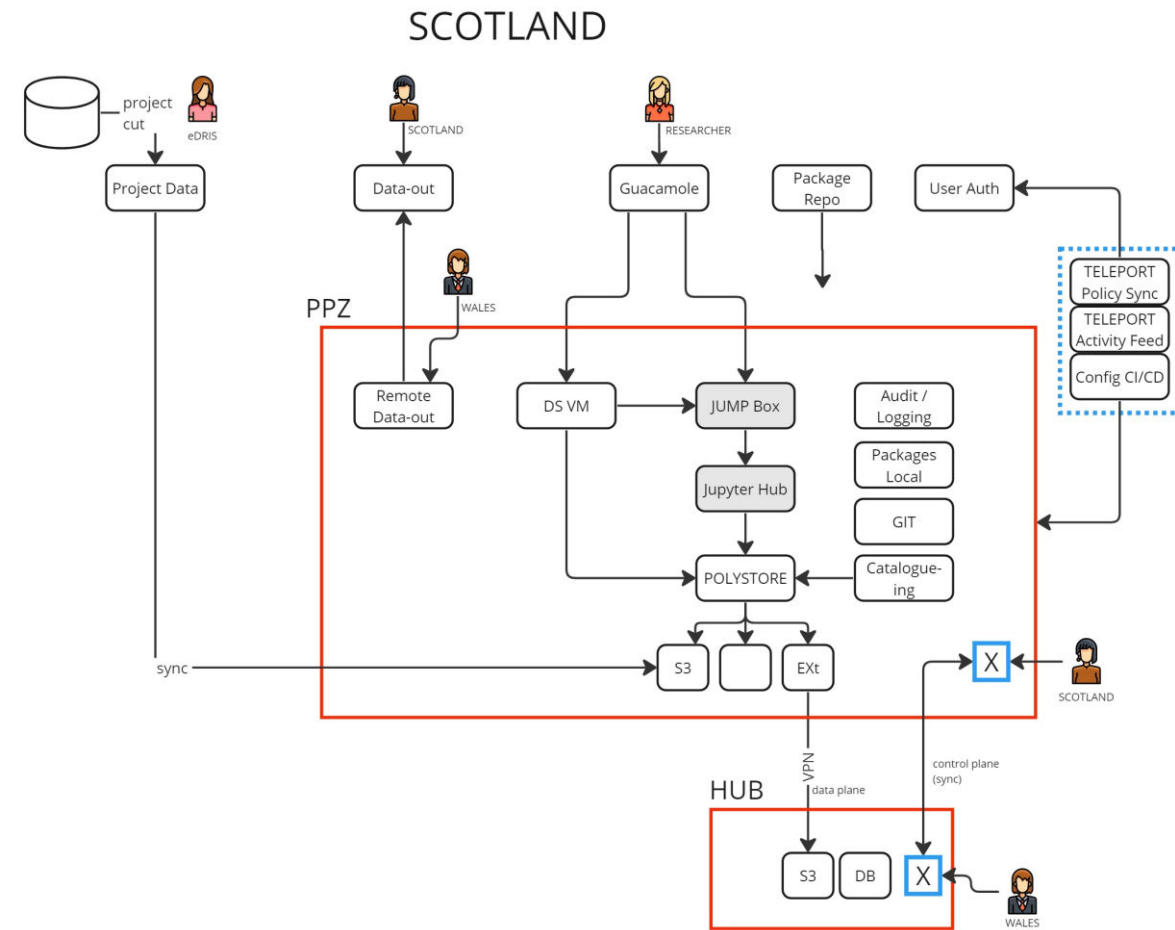 SCOTLAND
project
cut
eDRIS
SCOTLAND
RESEARCHER
Project Data
Data-out
Guacamole
Package
Repo
User Auth
WALES
TELEPORT
Policy Sync
TELEPORT
Activity Feed
Config CI/CD
PPZ
Remote
Data-out
DS VM
JUMP Box
Audit /
Logging
Packages
Local
Jupyter Hub
GIT
POLYSTORE
Catalogue-
ing
sync
S3
EXt
X
SCOTLAND
VPN
data plane
control plane
(sync)
HUB
S3
DB
X
WALES